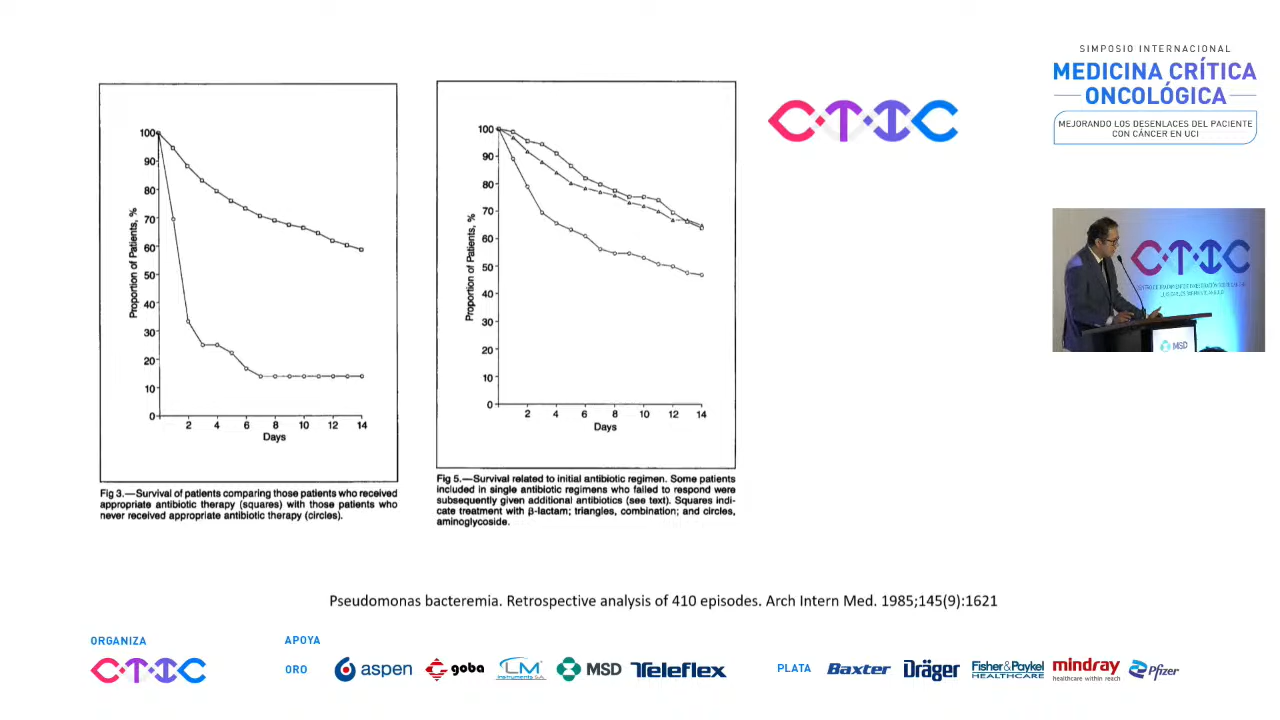 SIMPOSIO INTERNACIONAL
MEDICINA CRÍTICA
ONCOLÓGICA
MEJORANDO LOS DESENLACES DEL PACIENTE
CON CÁNCER EN UCI
CTIC
100
90
80
70
60
50
40
30
20
10
0
Proportion of Patients, %
2 4 6 8 10 12 14
Days
Fig 3.—Survival of patients comparing those patients who received
appropriate antibiotic therapy (squares) with those patients who
never received appropriate antibiotic therapy (circles).
100
90
80
70
60
50
40
30
20
10
0
Proportion of Patients, %
2 4 6 8 10 12 14
Days
Fig 5.—Survival related to initial antibiotic regimen. Some patients
included in single antibiotic regimens who failed to respond were
subsequently given additional antibiotics (see text). Squares indi-
cate treatment with β-lactam; triangles, combination; and circles,
aminoglycoside.
CTIC
MSD
Pseudomonas bacteremia. Retrospective analysis of 410 episodes. Arch Intern Med. 1985;145(9):1621
ORGANIZA
CTIC
APOYA
ORO
aspen
goba
LM
Instruments S.A.
MSD
Teleflex
PLATA
Baxter
Dräger
Fisher&Paykel
HEALTHCARE
mindray
healthcare within reach
Pfizer